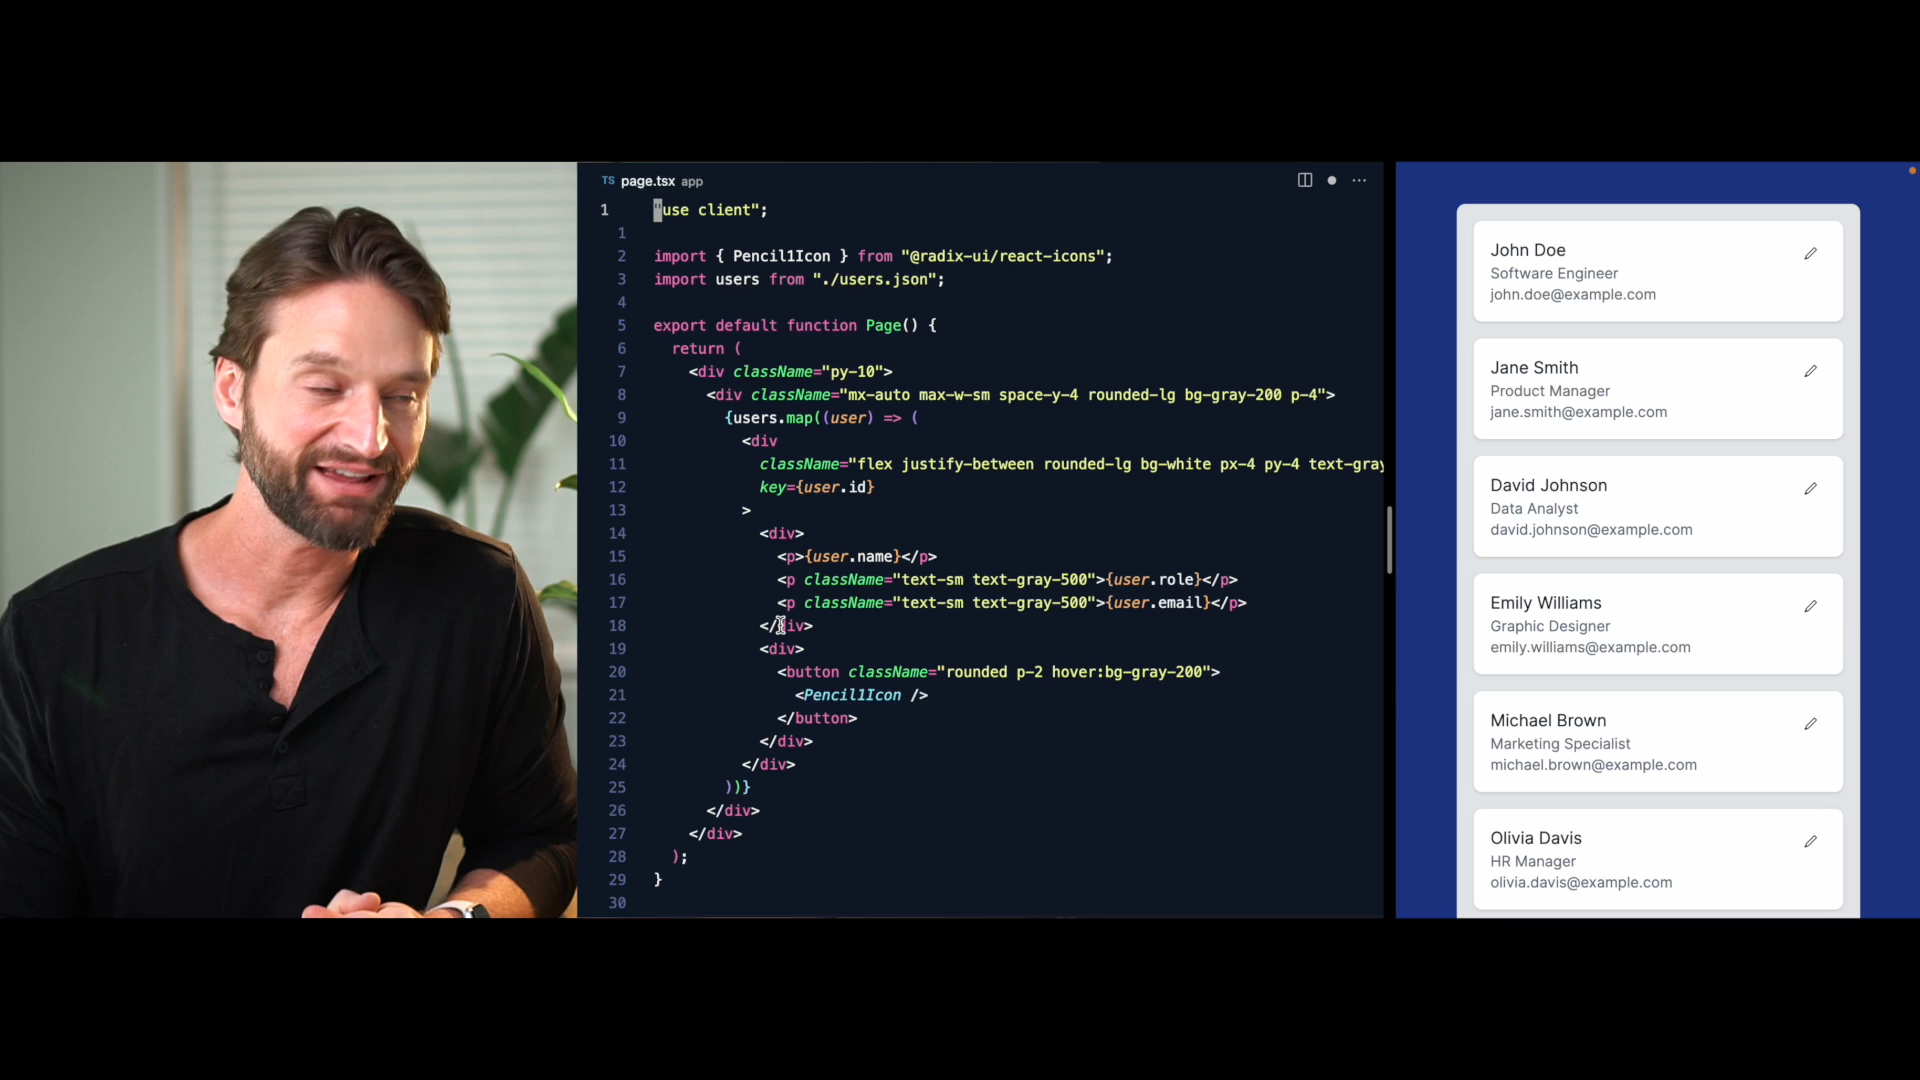 TS page.tsx app
1 "use client";
1
2 import { Pencil1Icon } from "@radix-ui/react-icons";
3 import users from "./users.json";
4
5 export default function Page() {
6 return (
7 <div className="py-10">
8 <div className="mx-auto max-w-sm space-y-4 rounded-lg bg-gray-200 p-4">
9 {users.map((user) => (
10 <div
11 className="flex justify-between rounded-lg bg-white px-4 py-4 text-gray
12 key={user.id}
13 >
14 <div>
15 <p>{user.name}</p>
16 <p className="text-sm text-gray-500">{user.role}</p>
17 <p className="text-sm text-gray-500">{user.email}</p>
18 </div>
19 <div>
20 <button className="rounded p-2 hover:bg-gray-200">
21 <Pencil1Icon />
22 </button>
23 </div>
24 </div>
25 ))}
26 </div>
27 </div>
28 );
29 }
30
John Doe
Software Engineer
john.doe@example.com
Jane Smith
Product Manager
jane.smith@example.com
David Johnson
Data Analyst
david.johnson@example.com
Emily Williams
Graphic Designer
emily.williams@example.com
Michael Brown
Marketing Specialist
michael.brown@example.com
Olivia Davis
HR Manager
olivia.davis@example.com